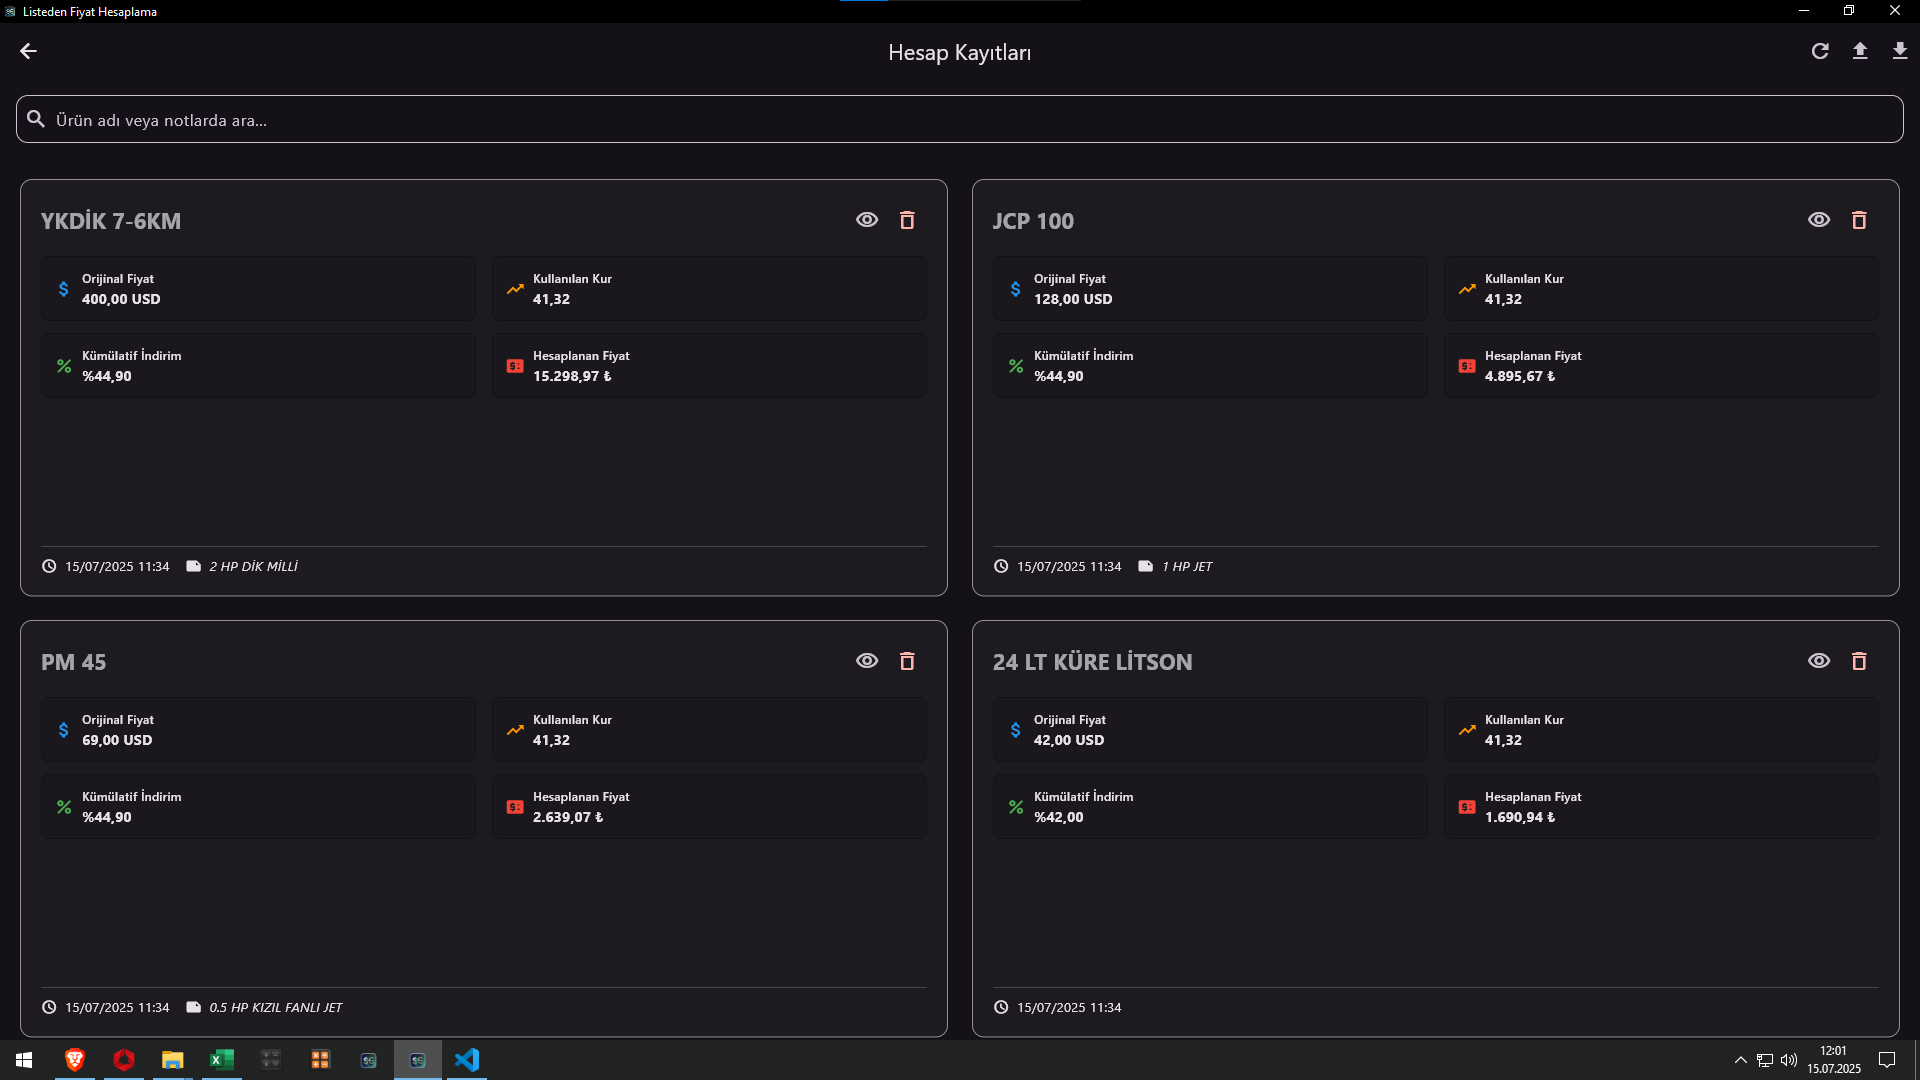 Listeden Fiyat Hesaplama
Hesap Kayıtları
Ürün adı veya notlarda ara...
YKDİK 7-6KM
Orijinal Fiyat
400,00 USD
Kullanılan Kur
41,32
Kümülatif İndirim
%44,90
Hesaplanan Fiyat
15.298,97 ₺
15/07/2025 11:34
2 HP DİK MİLLİ
JCP 100
Orijinal Fiyat
128,00 USD
Kullanılan Kur
41,32
Kümülatif İndirim
%44,90
Hesaplanan Fiyat
4.895,67 ₺
15/07/2025 11:34
1 HP JET
PM 45
Orijinal Fiyat
69,00 USD
Kullanılan Kur
41,32
Kümülatif İndirim
%44,90
Hesaplanan Fiyat
2.639,07 ₺
15/07/2025 11:34
0.5 HP KIZIL FANLI JET
24 LT KÜRE LİTSON
Orijinal Fiyat
42,00 USD
Kullanılan Kur
41,32
Kümülatif İndirim
%42,00
Hesaplanan Fiyat
1.690,94 ₺
15/07/2025 11:34
12:01
15.07.2025